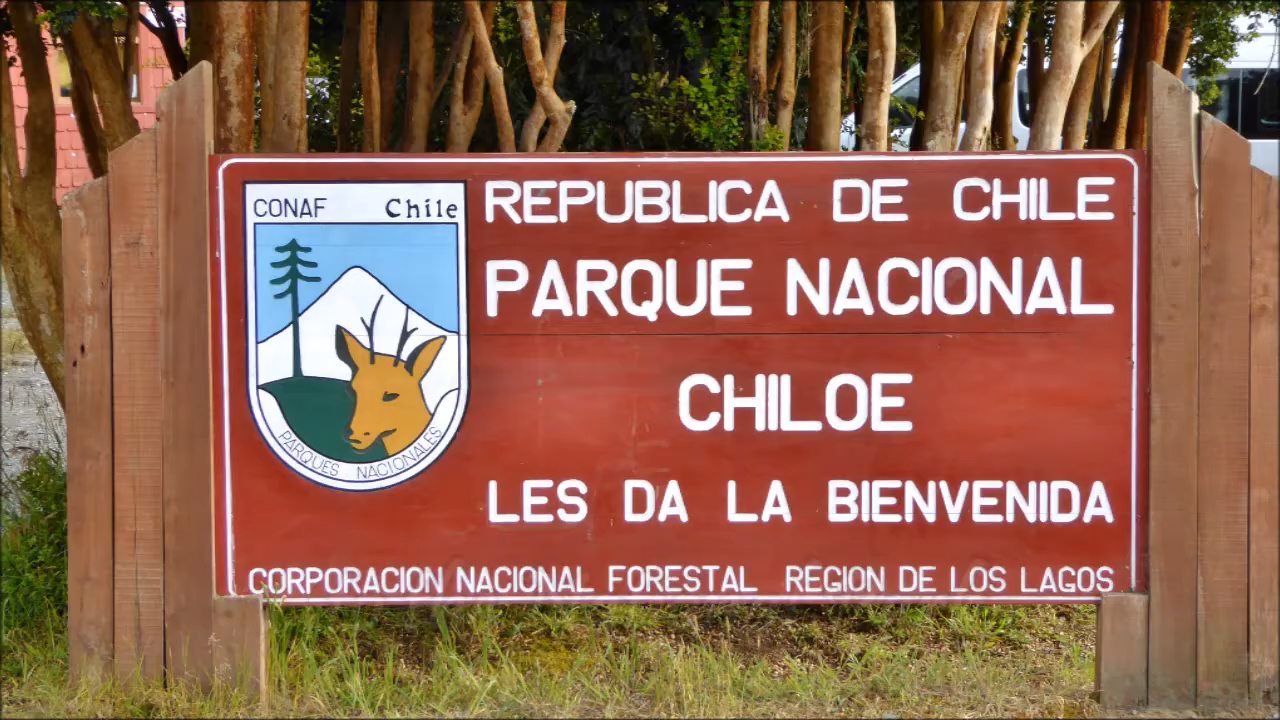 CONAF Chile
PARQUES NACIONALES
REPUBLICA DE CHILE
PARQUE NACIONAL
CHILOE
LES DA LA BIENVENIDA
CORPORACION NACIONAL FORESTAL REGION DE LOS LAGOS